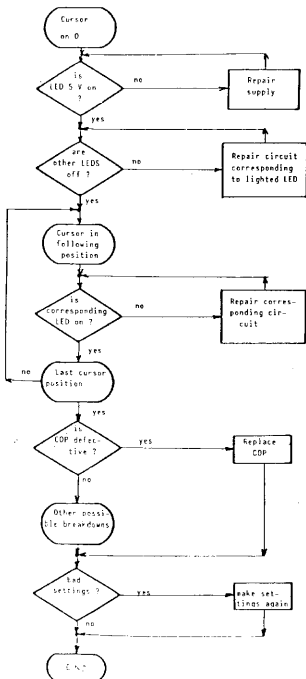 Cursor
on 0
is
LED 5 V on
?
no
Repair
supply
yes
are
other LEDS
off ?
no
Repair circuit
corresponding
to lighted LED
yes
Cursor in
following
position
is
corresponding
LED on ?
no
Repair corres-
ponding cir-
cuit
yes
no
Last cursor
position
yes
is
COP defec-
tive ?
yes
Replace
COP
no
Other possi-
ble breakdowns
bad
settings ?
yes
make set-
tings again
no